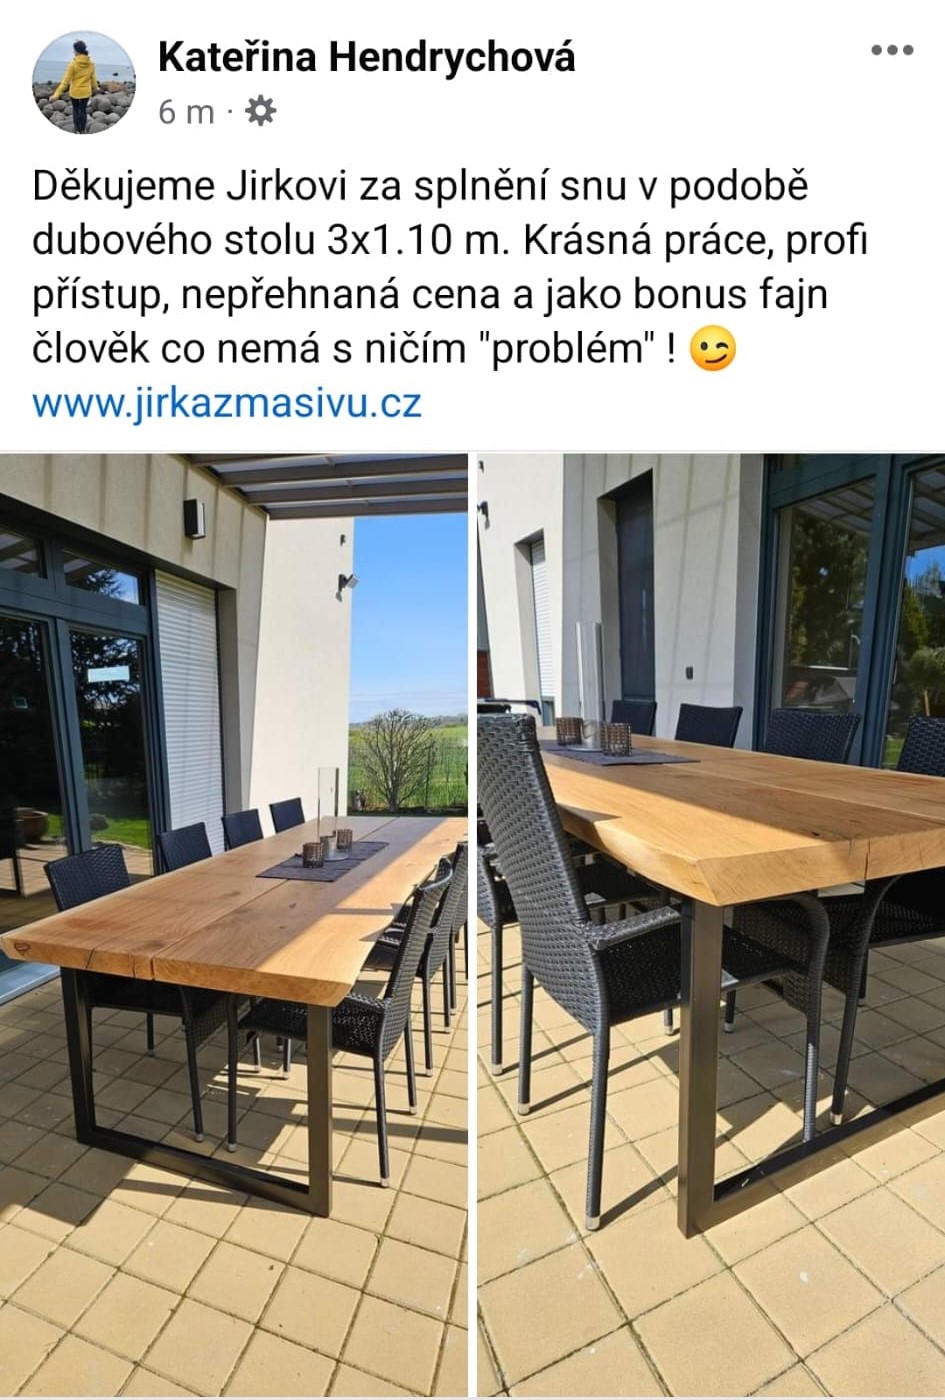 Kateřina Hendrychová
6 m ·
Děkujeme Jirkovi za splnění snu v podobě
dubového stolu 3x1.10 m. Krásná práce, profi
přístup, nepřehnaná cena a jako bonus fajn
člověk co nemá s ničím "problém" ! 😉
www.jirkazmasivu.cz